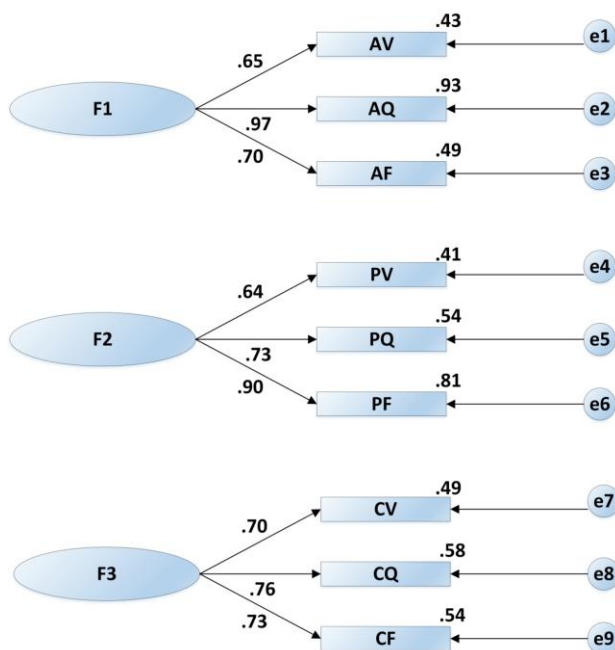 .43
e1
AV
.65
.93
e2
F1
AQ
.97
.49
.70
AF
e3
.41
e4
PV
.64
.54
F2
PQ
e5
.73
.81
.90
PF
e6
.49
e7
CV
.70
.58
F3
CQ
e8
.76
.54
.73
CF
e9